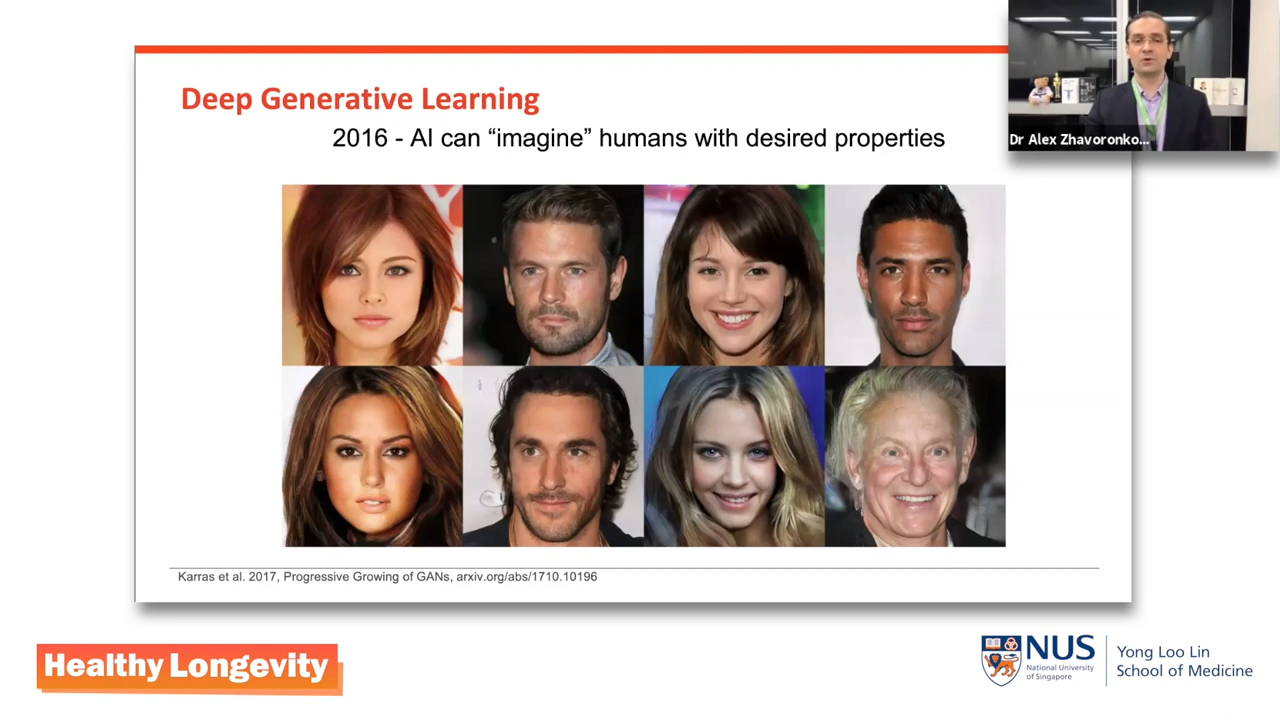 Deep Generative Learning
2016 - AI can “imagine” humans with desired properties
Dr Alex Zhavoronko...
Karras et al. 2017, Progressive Growing of GANs, arxiv.org/abs/1710.10196
Healthy Longevity
NUS
National University
of Singapore
Yong Loo Lin
School of Medicine